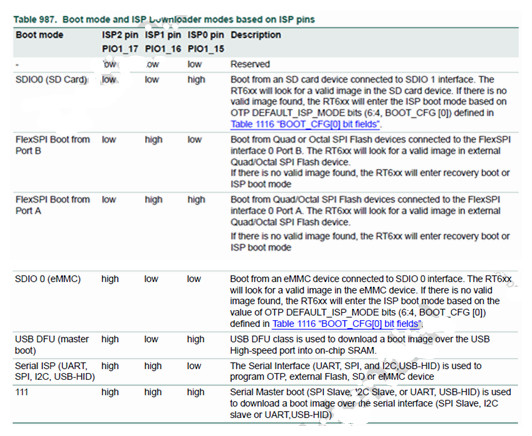 Table 987. Boot mode and ISP Downloader modes based on ISP pins
Boot mode ISP2 pin ISP1 pin ISP0 pin Description
PIO1_17 PIO1_16 PIO1_15
- low low low Reserved
SDIO0 (SD Card) low low high Boot from an SD card device connected to SDIO 1 interface. The
RT6xx will look for a valid image in the SD card device. If there is no
valid image found, the RT6xx will enter the ISP boot mode based on
OTP DEFAULT_ISP_MODE bits (6:4, BOOT_CFG [0]) defined in
Table 1116 "BOOT_CFG[0] bit fields".
FlexSPI Boot from low high low Boot from Quad or Octal SPI Flash devices connected to the FlexSPI
Port B interface 0 Port B. The RT6xx will look for a valid image in external
Quad/Octal SPI Flash device.
If there is no valid image found, the RT6xx will enter recovery boot or
ISP boot mode
FlexSPI Boot from low high high Boot from Quad/Octal SPI Flash devices connected to the FlexSPI
Port A interface 0 Port A. The RT6xx will look for a valid image in external
Quad/Octal SPI Flash device.
If there is no valid image found, the RT6xx will enter recovery boot or
ISP boot mode
SDIO 0 (eMMC) high low low Boot from an eMMC device connected to SDIO 0 interface. The RT6xx
will look for a valid image in the eMMC device. If there is no valid
image found, the RT6xx will enter the ISP boot mode based on the
value of OTP DEFAULT_ISP_MODE bits (6:4, BOOT _CFG [0])
defined in Table 1116 "BOOT_CFG[0] bit fields".
USB DFU (master high low high USB DFU class is used to download a boot image over the USB
boot) High-speed port into on-chip SRAM.
Serial ISP (UART, high high low The Serial Interface (UART, SPI, and I2C,USB-HID) is used to
SPI, I2C, USB-HID) program OTP, external Flash, SD or eMMC device
111 high high high Serial Master boot (SPI Slave, I2C Slave, or UART, USB-HID) is used
to download a boot image over the serial interface (SPI Slave, I2C
slave or UART,USB-HID)